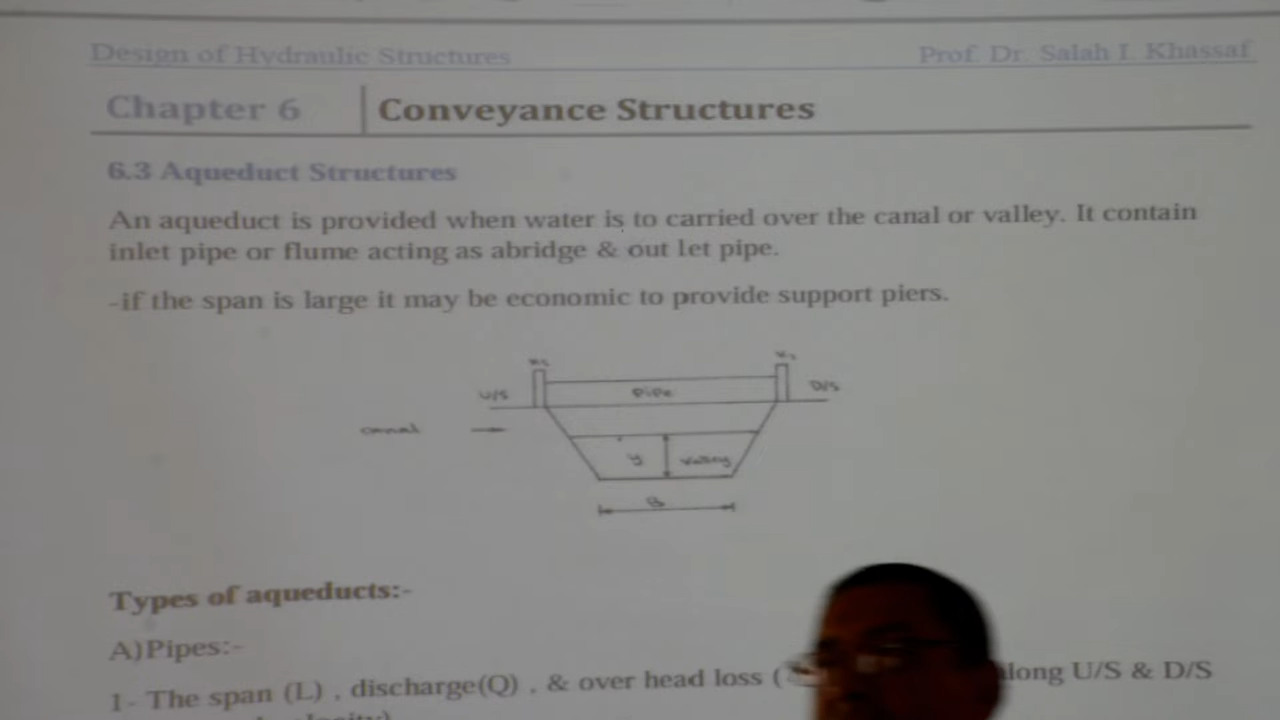 Design of Hydraulic Structures Prof. Dr. Salah I. Khassaf
Chapter 6 Conveyance Structures
6.3 Aqueduct Structures
An aqueduct is provided when water is to carried over the canal or valley. It contain
inlet pipe or flume acting as abridge & out let pipe.
-if the span is large it may be economic to provide support piers.
U/S Pipe D/S
canal
y valley
B
Types of aqueducts:-
A)Pipes:-
1- The span (L) , discharge(Q) , & over head loss ( along U/S & D/S